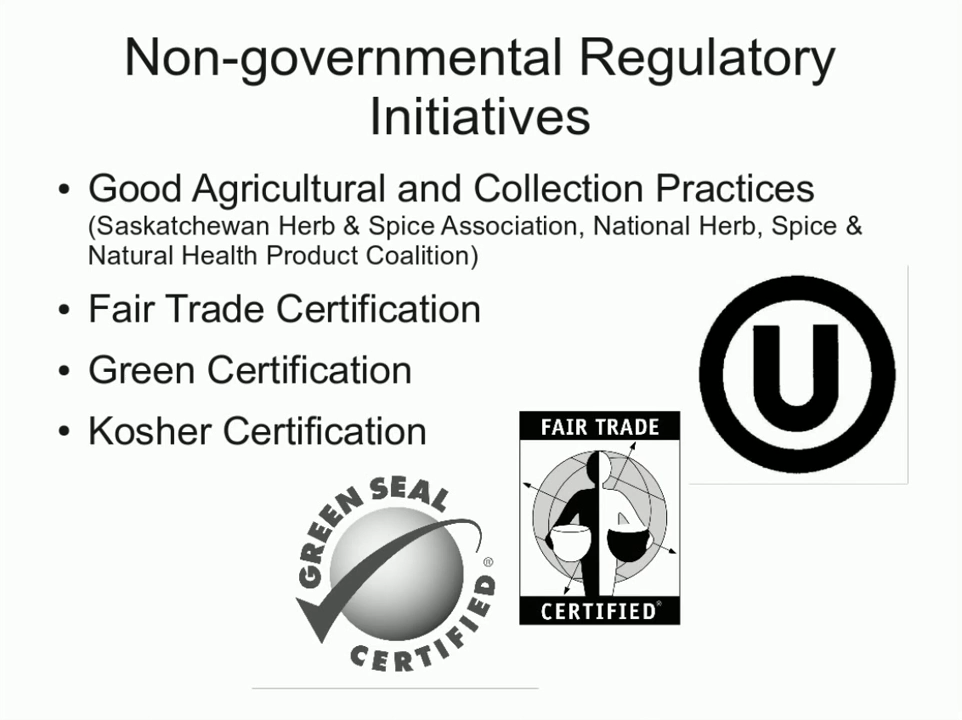 Non-governmental Regulatory
Initiatives
• Good Agricultural and Collection Practices
(Saskatchewan Herb & Spice Association, National Herb, Spice &
Natural Health Product Coalition)
• Fair Trade Certification
• Green Certification
• Kosher Certification
U
FAIR TRADE
CERTIFIED®
GREEN SEAL
CERTIFIED®